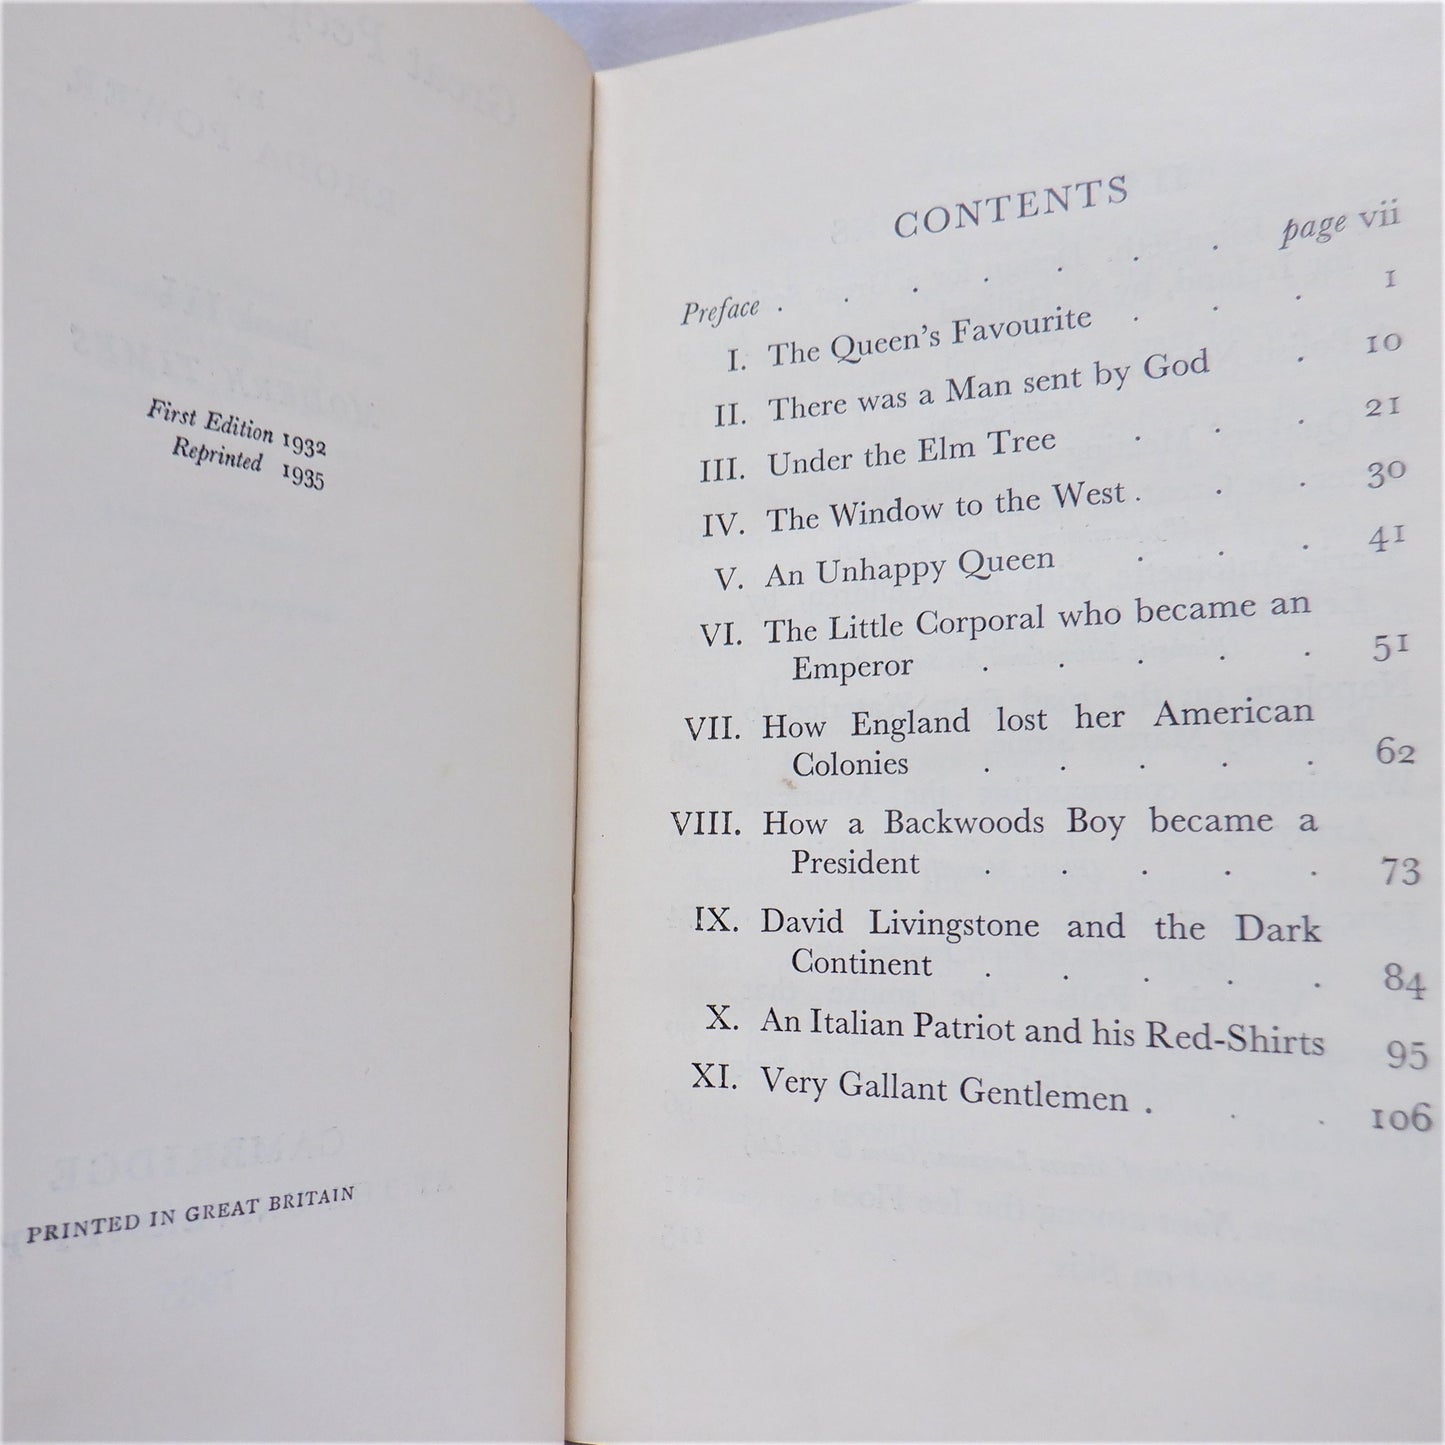 First Edition 1932
Reprinted 1935
PRINTED IN GREAT BRITAIN
CONTENTS
Preface . . . . . . . page vii
I. The Queen's Favourite . . . 1
II. There was a Man sent by God . 10
III. Under the Elm Tree . . . 21
IV. The Window to the West . . . 30
V. An Unhappy Queen . . . 41
VI. The Little Corporal who became an
Emperor . . . . . 51
VII. How England lost her American
Colonies . . . . . 62
VIII. How a Backwoods Boy became a
President . . . . . 73
IX. David Livingstone and the Dark
Continent . . . . . 84
X. An Italian Patriot and his Red-Shirts 95
XI. Very Gallant Gentlemen . . . 106